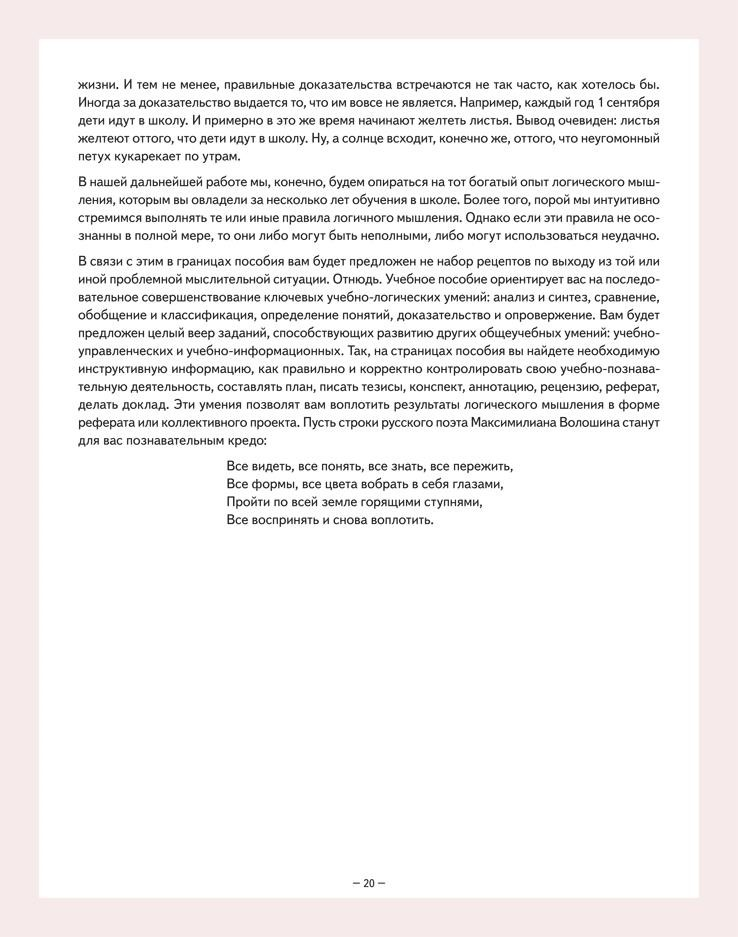 жизни. И тем не менее, правильные доказательства встречаются не так часто, как хотелось бы.
Иногда за доказательство выдается то, что им вовсе не является. Например, каждый год 1 сентября
дети идут в школу. И примерно в это же время начинают желтеть листья. Вывод очевиден: листья
желтеют оттого, что дети идут в школу. Ну, а солнце всходит, конечно же, оттого, что неугомонный
петух кукарекает по утрам.
В нашей дальнейшей работе мы, конечно, будем опираться на тот богатый опыт логического мыш-
ления, которым вы овладели за несколько лет обучения в школе. Более того, порой мы интуитивно
стремимся выполнять те или иные правила логичного мышления. Однако если эти правила не осо-
знанны в полной мере, то они либо могут быть неполными, либо могут использоваться неудачно.
В связи с этим в границах пособия вам будет предложен не набор рецептов по выходу из той или
иной проблемной мыслительной ситуации. Отнюдь. Учебное пособие ориентирует вас на последо-
вательное совершенствование ключевых учебно-логических умений: анализ и синтез, сравнение,
обобщение и классификация, определение понятий, доказательство и опровержение. Вам будет
предложен целый веер заданий, способствующих развитию других общеучебных умений: учебно-
управленческих и учебно-информационных. Так, на страницах пособия вы найдете необходимую
инструктивную информацию, как правильно и корректно контролировать свою учебно-познава-
тельную деятельность, составлять план, писать тезисы, конспект, аннотацию, рецензию, реферат,
делать доклад. Эти умения позволят вам воплотить результаты логического мышления в форме
реферата или коллективного проекта. Пусть строки русского поэта Максимилиана Волошина станут
для вас познавательным кредо:
Все видеть, все понять, все знать, все пережить,
Все формы, все цвета вобрать в себя глазами,
Пройти по всей земле горящими ступнями,
Все воспринять и снова воплотить.
— 20 —